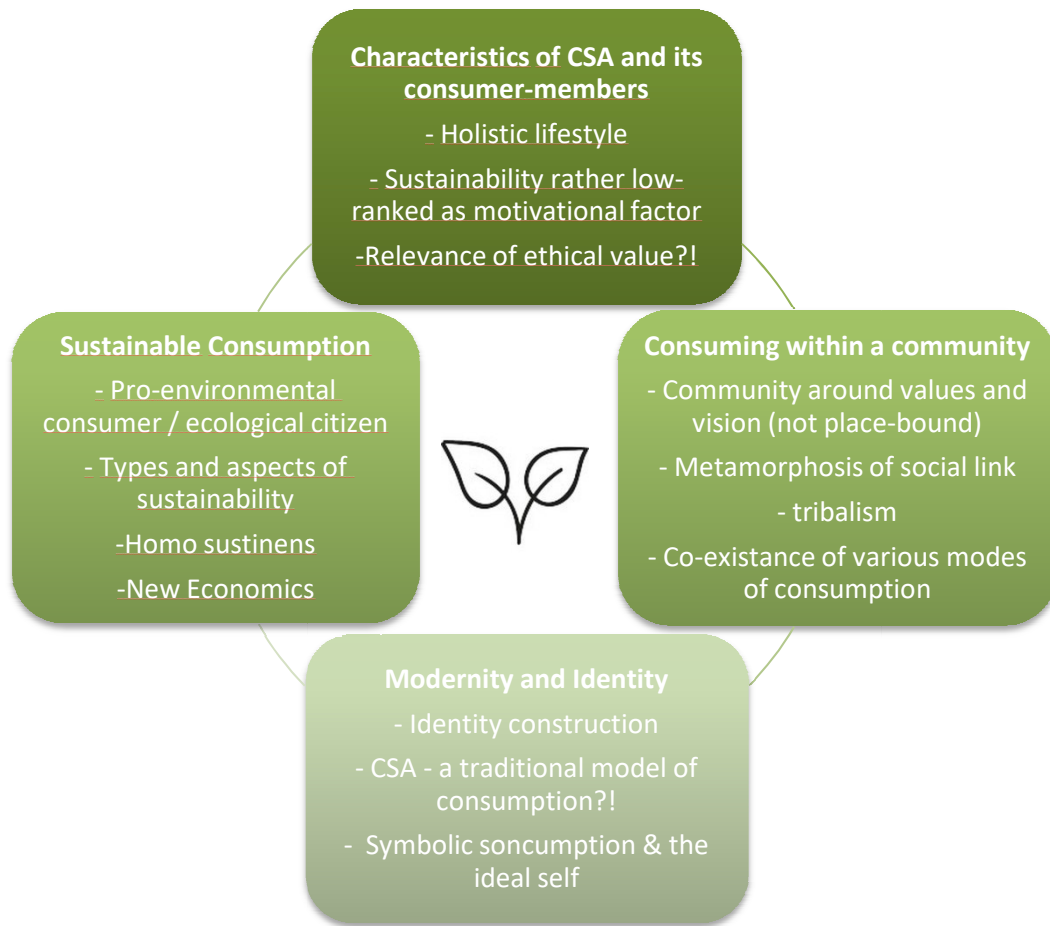 Characteristics of CSA and its
consumer-members
- Holistic lifestyle
- Sustainability rather low-
ranked as motivational factor
-Relevance of ethical value?!
Sustainable Consumption
- Pro-environmental
consumer / ecological citizen
- Types and aspects of
sustainability
-Homo sustinens
-New Economics
Consuming within a community
- Community around values and
vision (not place-bound)
- Metamorphosis of social link
- tribalism
- Co-existance of various modes
of consumption
Modernity and Identity
- Identity construction
- CSA - a traditional model of
consumption?!
- Symbolic soncumption & the
ideal self